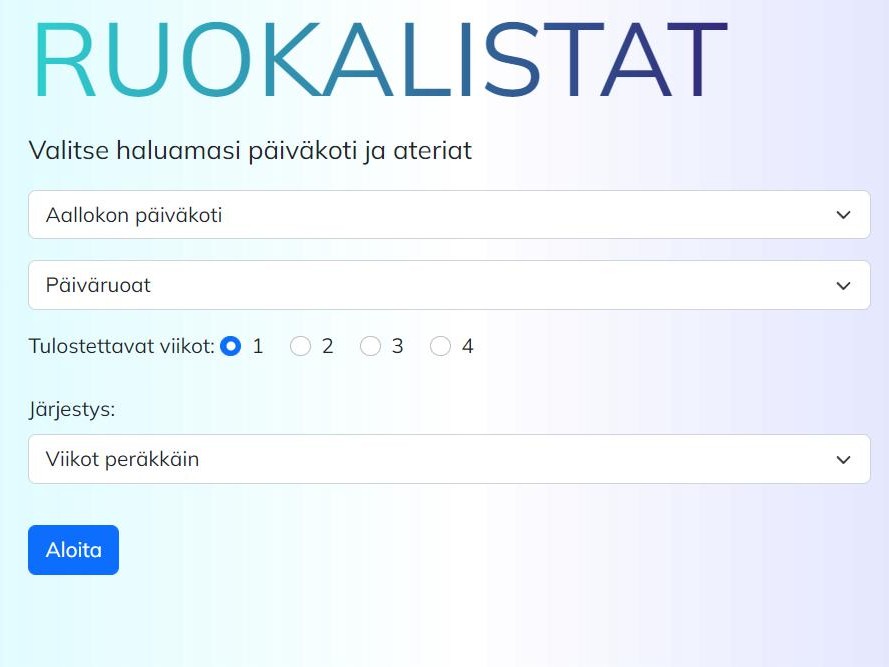 RUOKALISTAT
Valitse haluamasi päiväkoti ja ateriat
Aallokon päiväkoti
Päiväruoat
Tulostettavat viikot: 1 2 3 4
Järjestys:
Viikot peräkkäin
Aloita